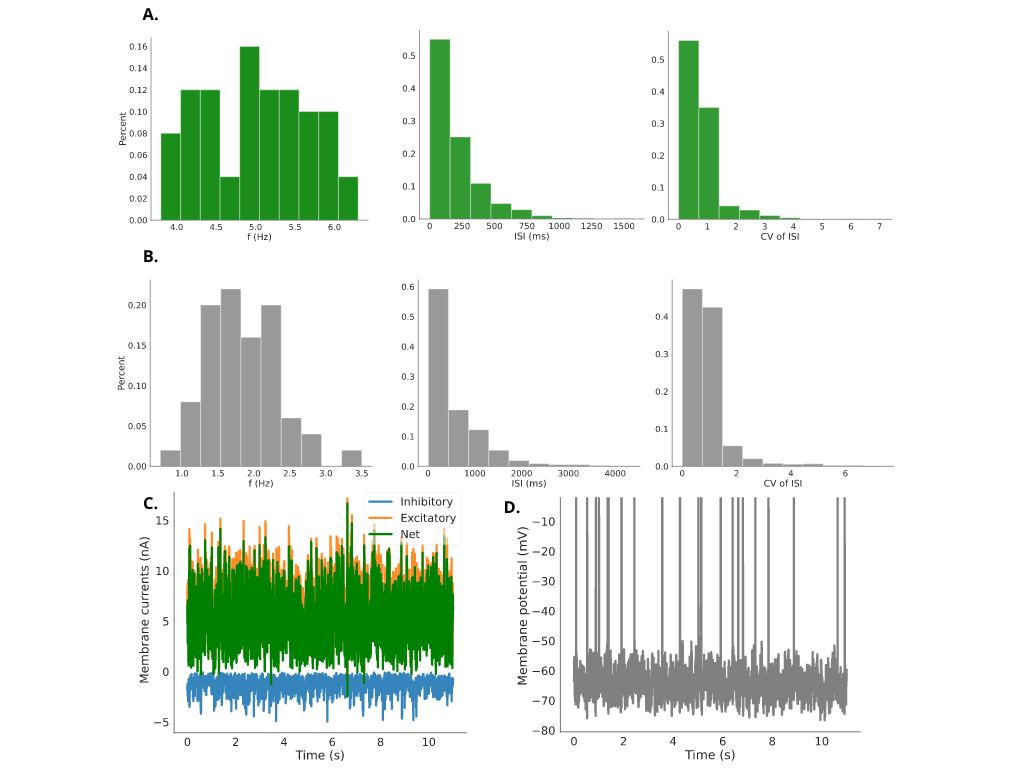 A.
0.16
0.14
0.12
0.10
0.08
0.06
0.04
0.02
0.00
Percent
4.0 4.5 5.0 5.5 6.0
f (Hz)
0.5
0.4
0.3
0.2
0.1
0.0
0 250 500 750 1000 1250 1500
ISI (ms)
0.5
0.4
0.3
0.2
0.1
0.0
0 1 2 3 4 5 6 7
CV of ISI
B.
0.20
0.15
0.10
0.05
0.00
Percent
1.0 1.5 2.0 2.5 3.0 3.5
f (Hz)
0.6
0.5
0.4
0.3
0.2
0.1
0.0
0 1000 2000 3000 4000
ISI (ms)
0.4
0.3
0.2
0.1
0.0
2 4 6
CV of ISI
C.
Inhibitory
Excitatory
Net
15
10
5
0
−5
Membrane currents (nA)
0 2 4 6 8 10
Time (s)
D.
−10
−20
−30
−40
−50
−60
−70
−80
Membrane potential (mV)
0 2 4 6 8 10
Time (s)